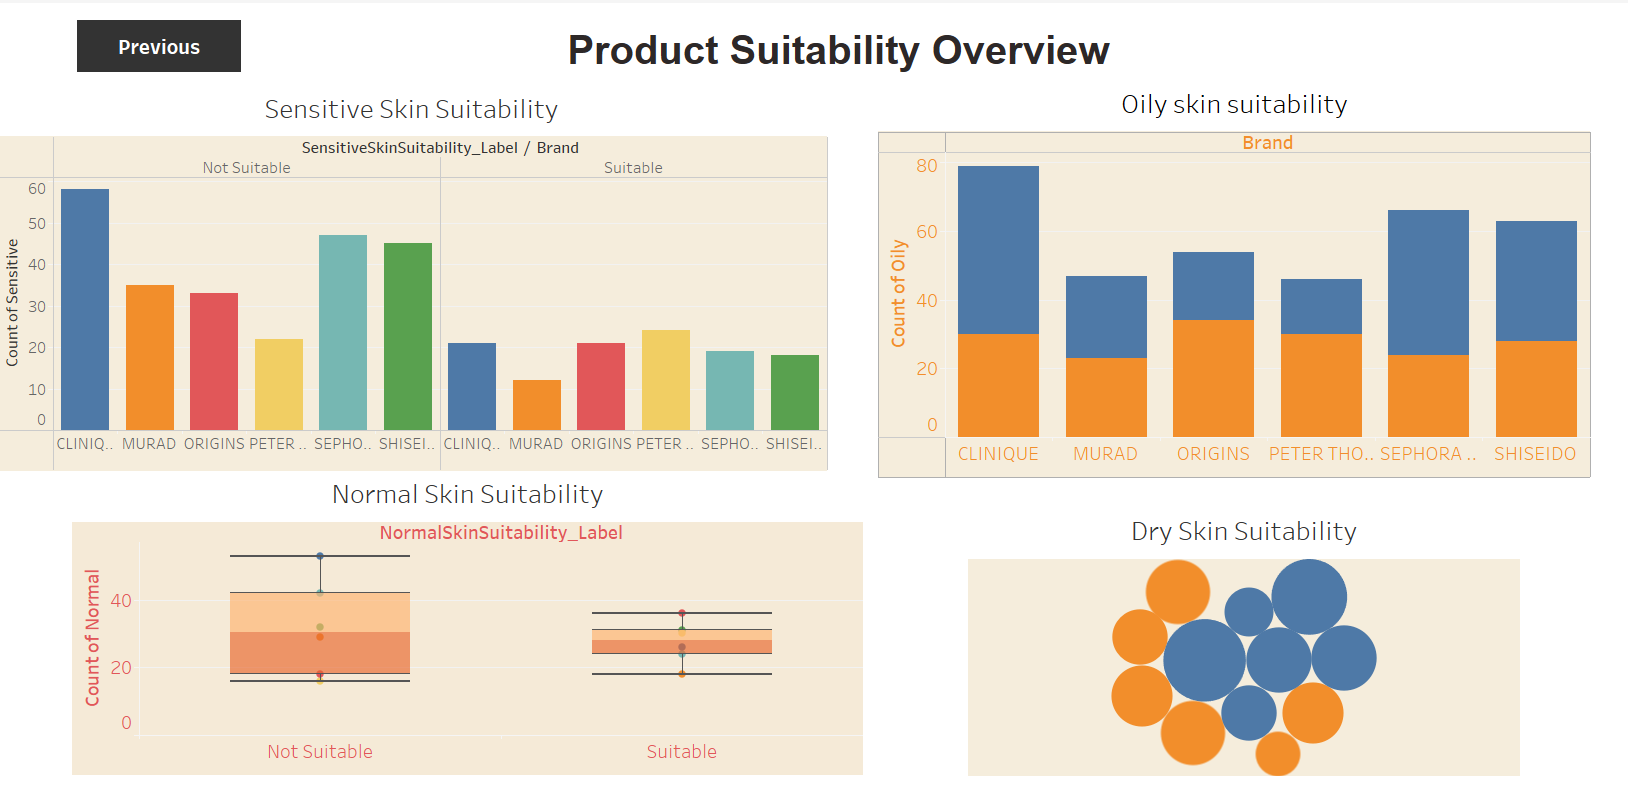 Previous
Product Suitability Overview
Sensitive Skin Suitability
SensitiveSkinSuitability_Label / Brand
Not Suitable
Suitable
Count of Sensitive
60
50
40
30
20
10
0
CLINIQ.. MURAD ORIGINS PETER .. SEPHO.. SHISEI.. CLINIQ.. MURAD ORIGINS PETER .. SEPHO.. SHISEI..
Oily skin suitability
Brand
Count of Oily
80
60
40
20
0
CLINIQUE MURAD ORIGINS PETER THO.. SEPHORA .. SHISEIDO
Normal Skin Suitability
NormalSkinSuitability_Label
Count of Normal
40
20
0
Not Suitable
Suitable
Dry Skin Suitability